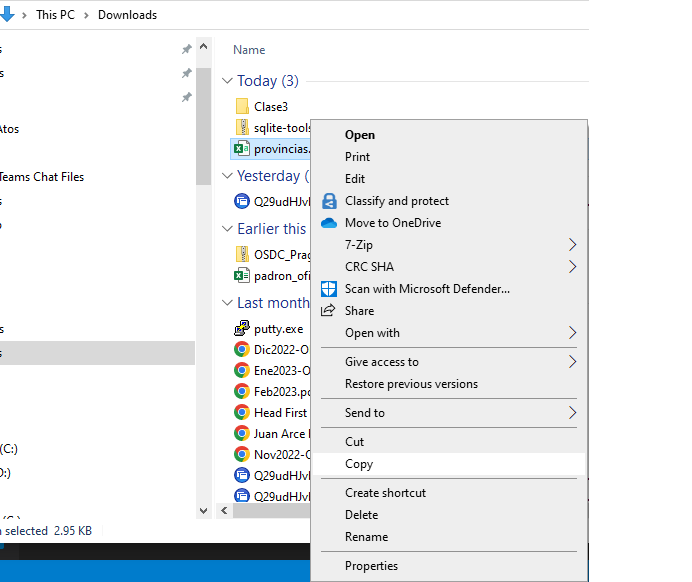 This PC > Downloads
Name
Today (3)
Clase3
sqlite-tools
provincias.
Yesterday (
Earlier this
OSDC_Prag
padron_ofi
Last month
putty.exe
Dic2022-O
Ene2023-O
Feb2023.pd
Head First
Juan Arce
Nov2022-O
Q29udHJvl
Q29udHJvl
Atos
Teams Chat Files
(C:)
selected 2.95 KB
Open
Print
Edit
Classify and protect
Move to OneDrive
7-Zip
CRC SHA
Scan with Microsoft Defender...
Share
Open with
Give access to
Restore previous versions
Send to
Cut
Copy
Create shortcut
Delete
Rename
Properties